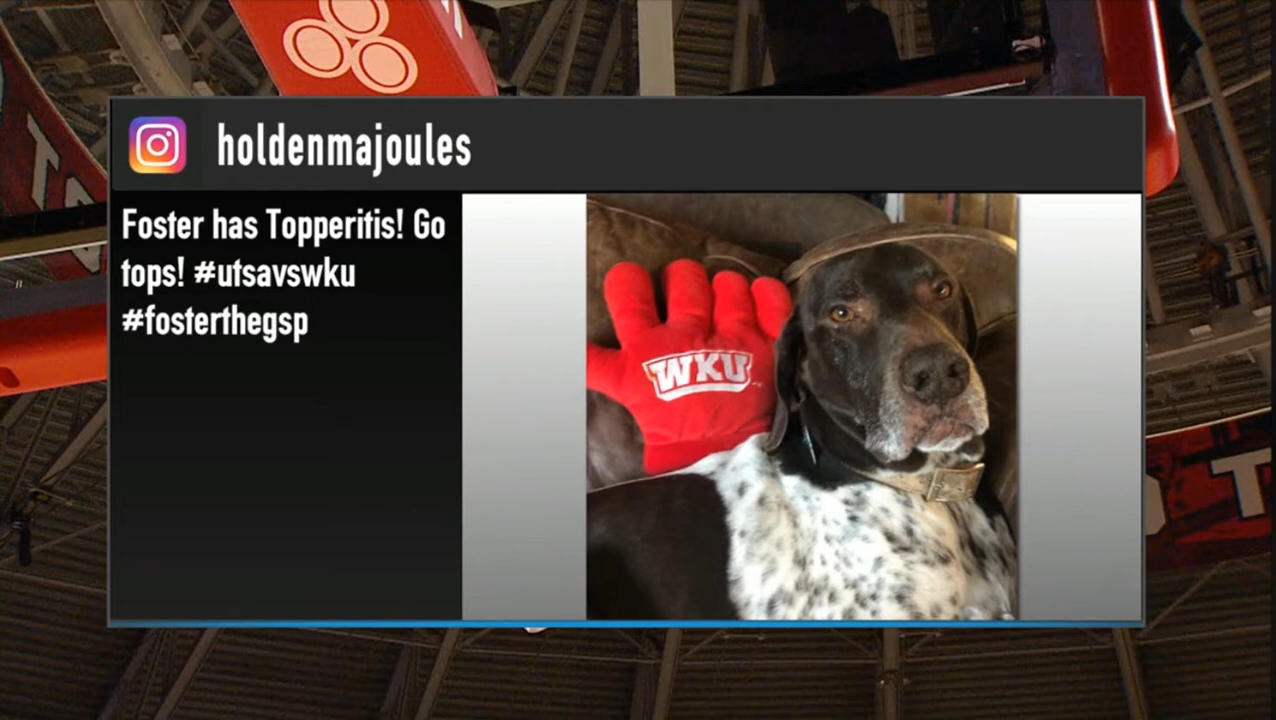 holdenmajoules
Foster has Topperitis! Go
tops! #utsavswku
#fosterthegsp
WKU